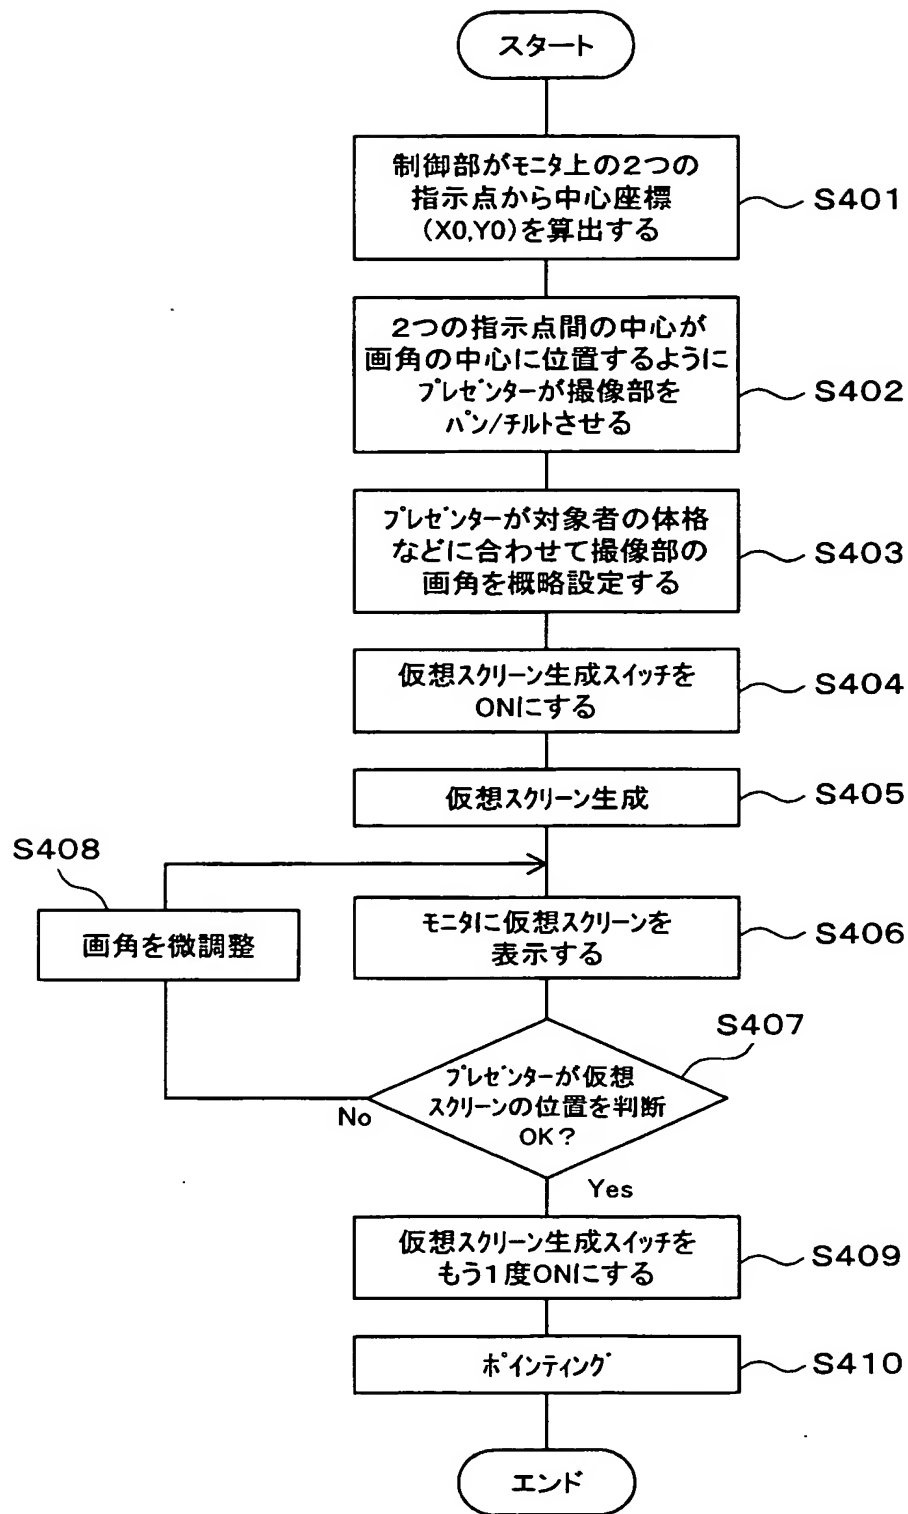 スタート
制御部がモニタ上の2つの
指示点から中心座標
(X0,Y0)を算出する
S401
2つの指示点間の中心が
画角の中心に位置するように
プレゼンターが撮像部を
パン/チルトさせる
S402
プレゼンターが対象者の体格
などに合わせて撮像部の
画角を概略設定する
S403
仮想スクリーン生成スイッチを
ONにする
S404
仮想スクリーン生成
S405
S408
画角を微調整
モニタに仮想スクリーンを
表示する
S406
S407
プレゼンターが仮想
スクリーンの位置を判断
OK?
No
Yes
仮想スクリーン生成スイッチを
もう1度ONにする
S409
ポインティング
S410
エンド